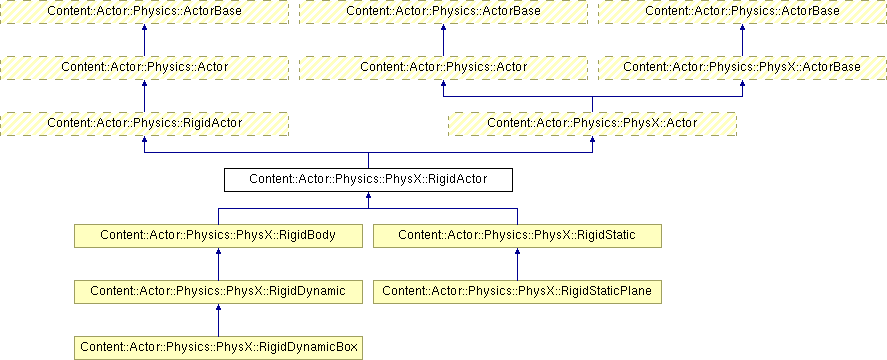 Content::Actor::Physics::ActorBase
Content::Actor::Physics::ActorBase
Content::Actor::Physics::ActorBase
Content::Actor::Physics::Actor
Content::Actor::Physics::Actor
Content::Actor::Physics::PhysX::ActorBase
Content::Actor::Physics::RigidActor
Content::Actor::Physics::PhysX::Actor
Content::Actor::Physics::PhysX::RigidActor
Content::Actor::Physics::PhysX::RigidBody
Content::Actor::Physics::PhysX::RigidStatic
Content::Actor::Physics::PhysX::RigidDynamic
Content::Actor::Physics::PhysX::RigidStaticPlane
Content::Actor::Physics::PhysX::RigidDynamicBox